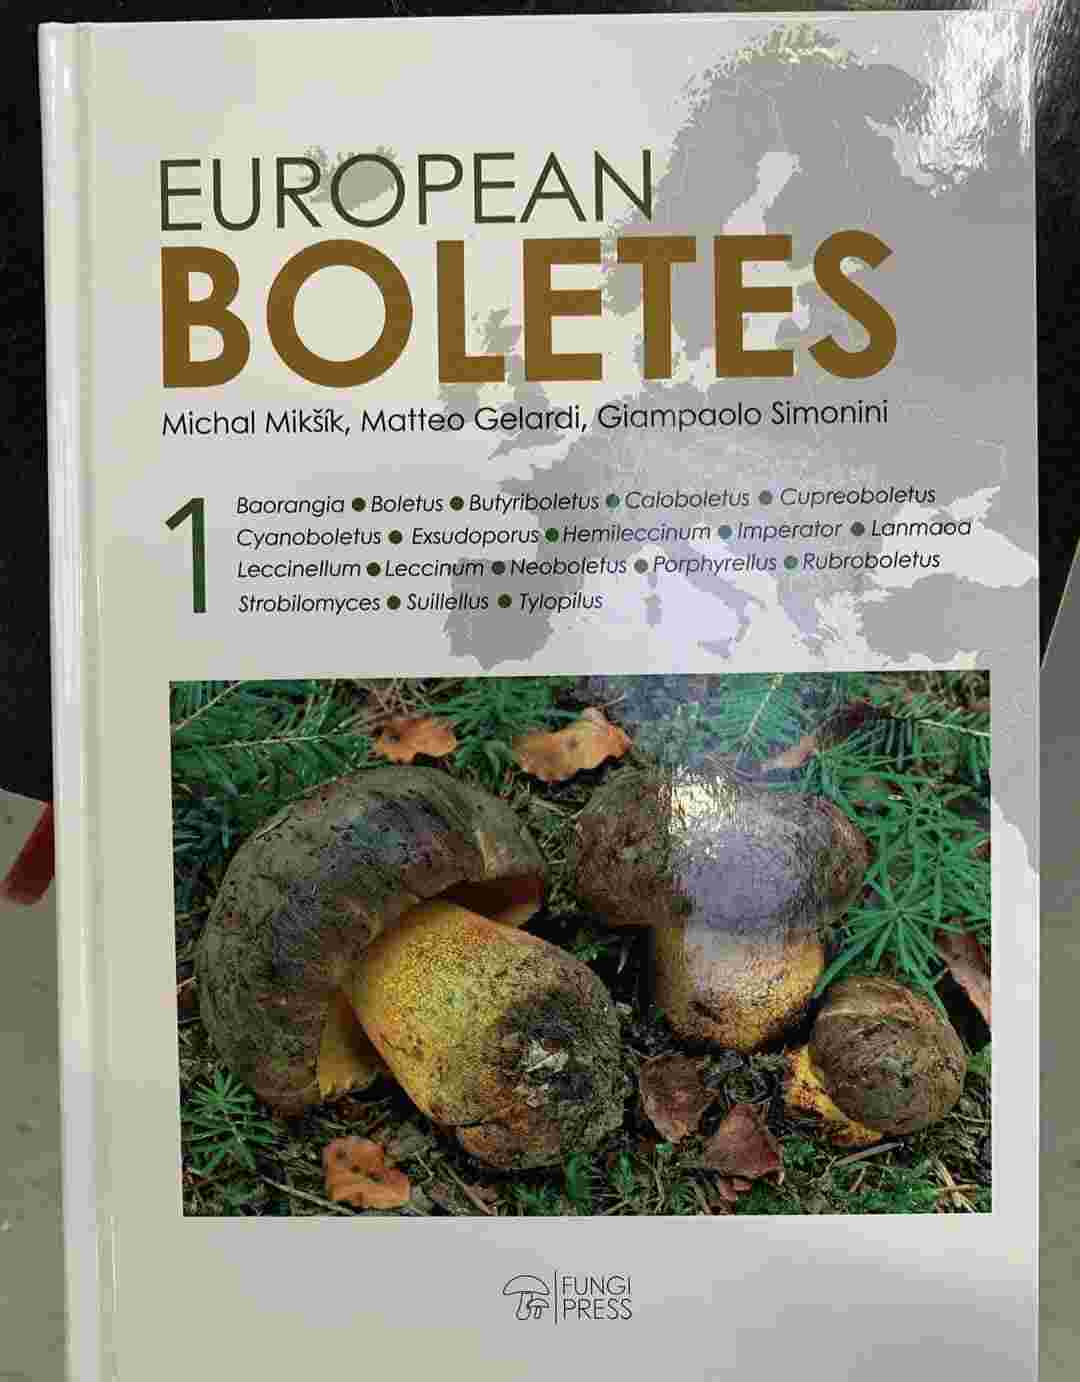 EUROPEAN
BOLETES
Michal Mikšík, Matteo Gelardi, Giampaolo Simonini
1
Baorangia ● Boletus ● Butyriboletus ● Caloboletus ● Cupreoboletus
Cyanoboletus ● Exsudoporus ● Hemileccinum ● Imperator ● Lanmaoa
Leccinellum ● Leccinum ● Neoboletus ● Porphyrellus ● Rubroboletus
Strobilomyces ● Suillellus ● Tylopilus
FUNGI
PRESS